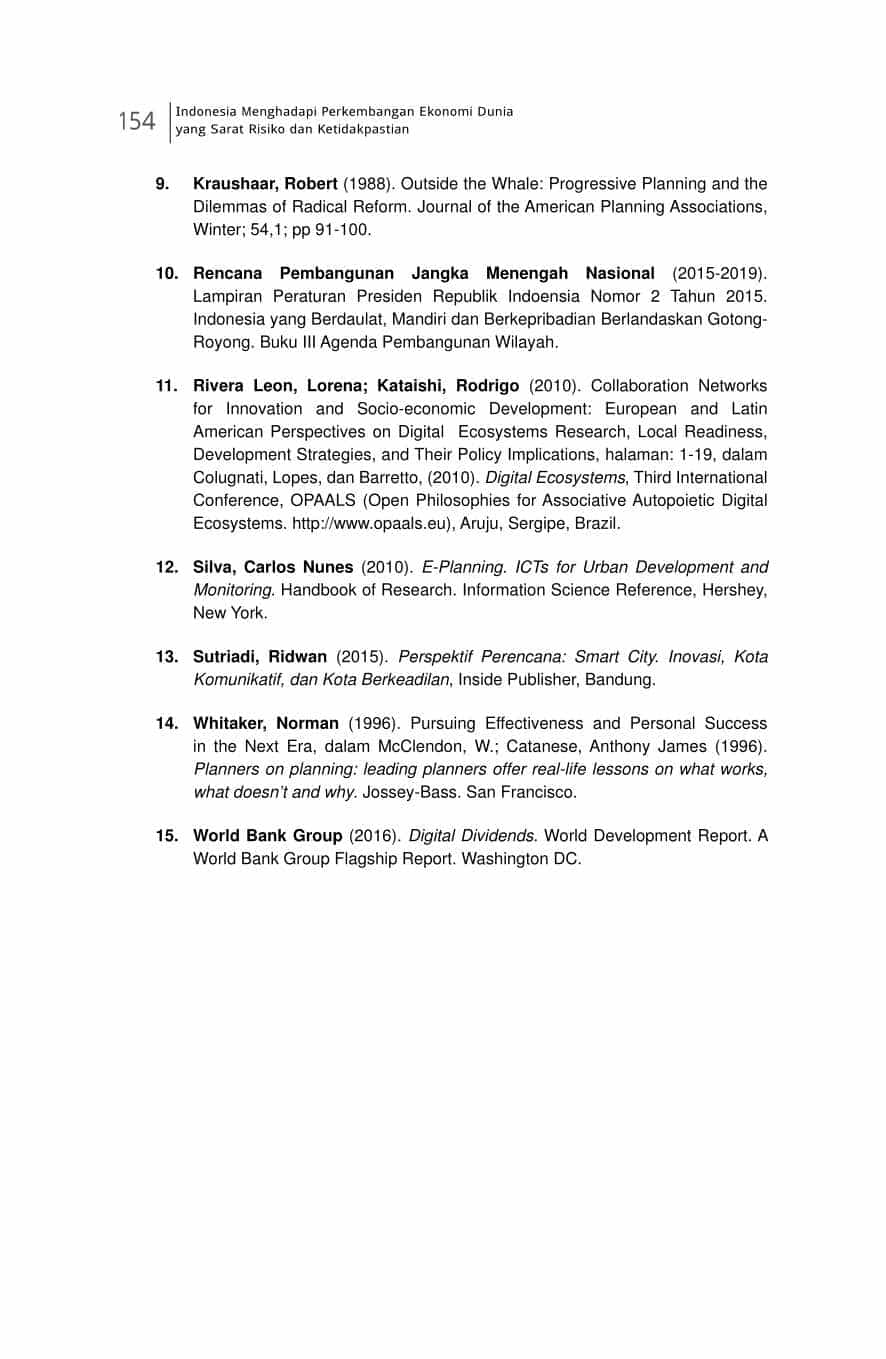 154
Indonesia Menghadapi Perkembangan Ekonomi Dunia
yang Sarat Risiko dan Ketidakpastian
9. Kraushaar, Robert (1988). Outside the Whale: Progressive Planning and the
Dilemmas of Radical Reform. Journal of the American Planning Associations,
Winter; 54,1; pp 91-100.
10. Rencana Pembangunan Jangka Menengah Nasional (2015-2019).
Lampiran Peraturan Presiden Republik Indoensia Nomor 2 Tahun 2015.
Indonesia yang Berdaulat, Mandiri dan Berkepribadian Berlandaskan Gotong-
Royong. Buku III Agenda Pembangunan Wilayah.
11. Rivera Leon, Lorena; Kataishi, Rodrigo (2010). Collaboration Networks
for Innovation and Socio-economic Development: European and Latin
American Perspectives on Digital Ecosystems Research, Local Readiness,
Development Strategies, and Their Policy Implications, halaman: 1-19, dalam
Colugnati, Lopes, dan Barretto, (2010). Digital Ecosystems, Third International
Conference, OPAALS (Open Philosophies for Associative Autopoietic Digital
Ecosystems. http://www.opaals.eu), Aruju, Sergipe, Brazil.
12. Silva, Carlos Nunes (2010). E-Planning. ICTs for Urban Development and
Monitoring. Handbook of Research. Information Science Reference, Hershey,
New York.
13. Sutriadi, Ridwan (2015). Perspektif Perencana: Smart City. Inovasi, Kota
Komunikatif, dan Kota Berkeadilan, Inside Publisher, Bandung.
14. Whitaker, Norman (1996). Pursuing Effectiveness and Personal Success
in the Next Era, dalam McClendon, W.; Catanese, Anthony James (1996).
Planners on planning: leading planners offer real-life lessons on what works,
what doesn't and why. Jossey-Bass. San Francisco.
15. World Bank Group (2016). Digital Dividends. World Development Report. A
World Bank Group Flagship Report. Washington DC.